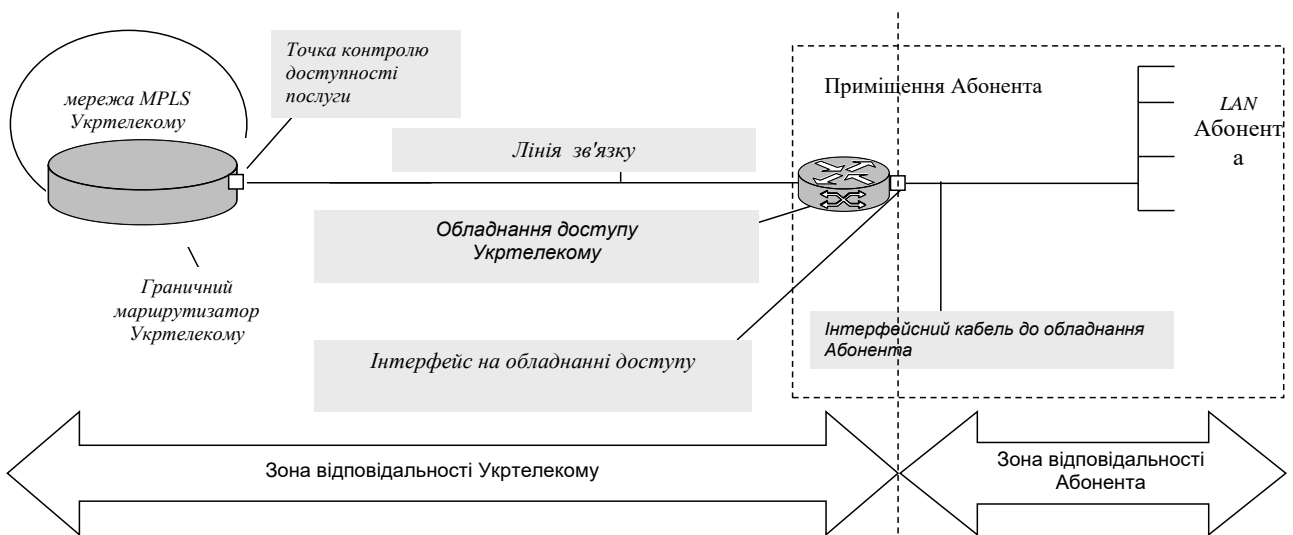 Точка контролю
доступності
послуги
мережа MPLS
Укртелекому
Приміщення Абонента
LAN
Абонент
а
Лінія зв'язку
Обладнання доступу
Укртелекому
Граничний
маршрутизатор
Укртелекому
Інтерфейс на обладнанні доступу
Інтерфейсний кабель до обладнання
Абонента
Зона відповідальності Укртелекому
Зона відповідальності
Абонента